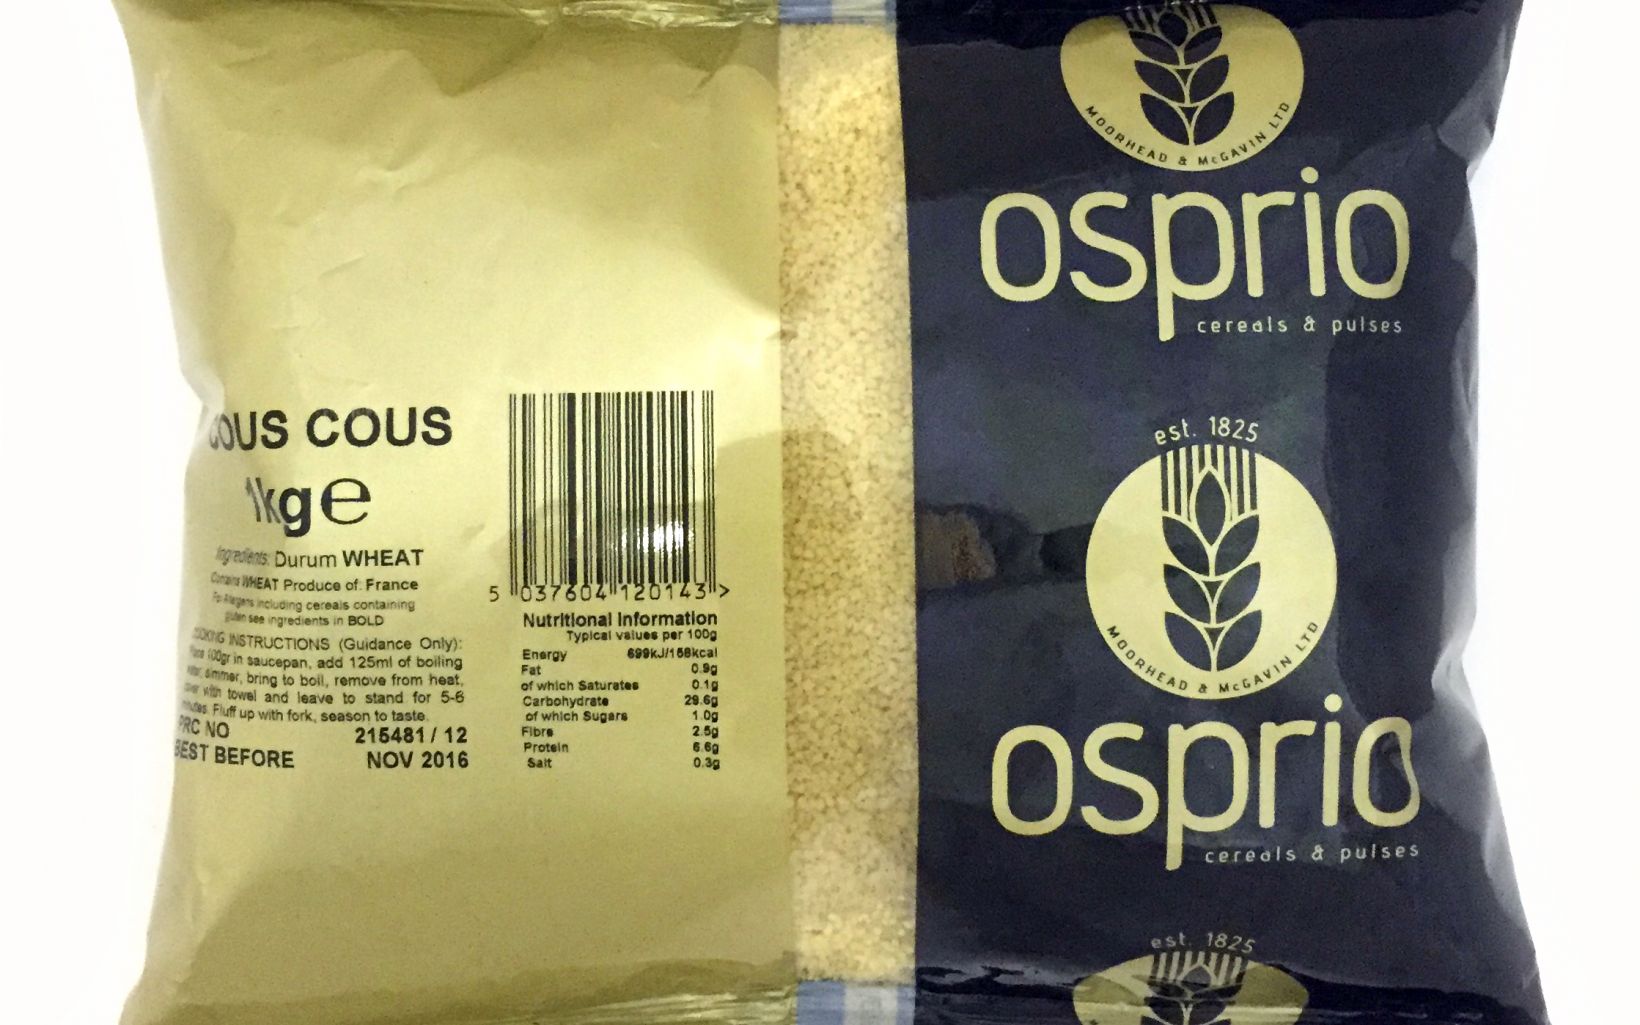 COUS COUS
1kg e
Ingredients: Durum WHEAT
Contains WHEAT Produce of: France
For Allergens including cereals containing
gluten see ingredients in BOLD
COOKING INSTRUCTIONS (Guidance Only):
Place 100gr in saucepan, add 125ml of boiling
water, simmer, bring to boil, remove from heat,
cover with towel and leave to stand for 5-6
minutes. Fluff up with fork, season to taste.
PRC NO 215481 / 12
BEST BEFORE NOV 2016
5 037604 120143 >
Nutritional Information
Typical values per 100g
Energy 699kJ/168kcal
Fat 0.9g
of which Saturates 0.1g
Carbohydrate 29.6g
of which Sugars 1.0g
Fibre 2.5g
Protein 6.6g
Salt 0.3g
MOORHEAD & McGAVIN LTD
osprio
cereals & pulses
est. 1825
MOORHEAD & McGAVIN LTD
osprio
cereals & pulses
est. 1825